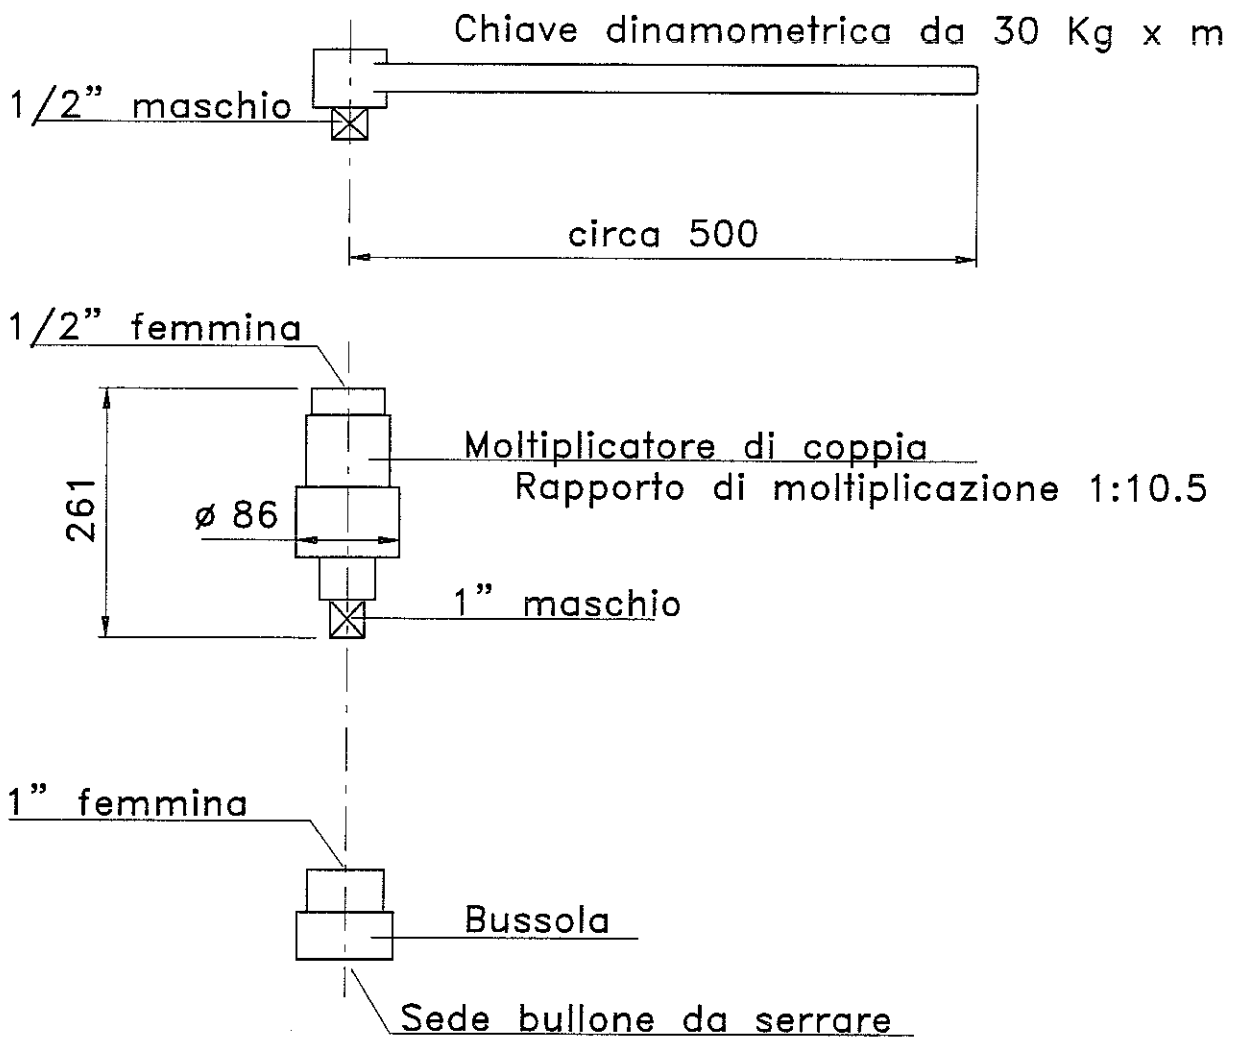 Chiave dinamometrica da 30 Kg x m
1/2” maschio
circa 500
1/2” femmina
Moltiplicatore di coppia
Rapporto di moltiplicazione 1:10.5
261
ø 86
1” maschio
1” femmina
Bussola
Sede bullone da serrare